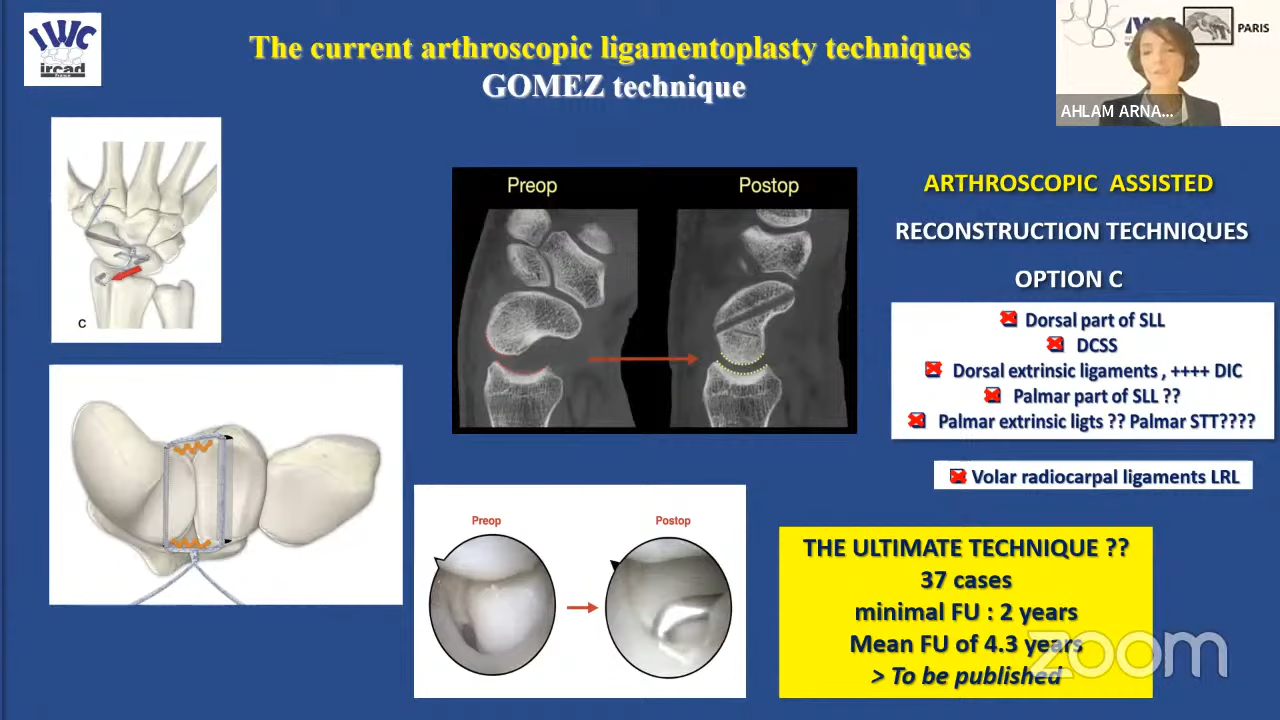 IWC
ircad
France
The current arthroscopic ligamentoplasty techniques
GOMEZ technique
PARIS
AHLAM ARNA...
C
Preop
Postop
ARTHROSCOPIC ASSISTED
RECONSTRUCTION TECHNIQUES
OPTION C
Dorsal part of SLL
DCSS
Dorsal extrinsic ligaments , ++++ DIC
Palmar part of SLL ??
Palmar extrinsic ligts ?? Palmar STT????
Volar radiocarpal ligaments LRL
Preop
Postop
THE ULTIMATE TECHNIQUE ??
37 cases
minimal FU : 2 years
Mean FU of 4.3 years
> To be published
zoom